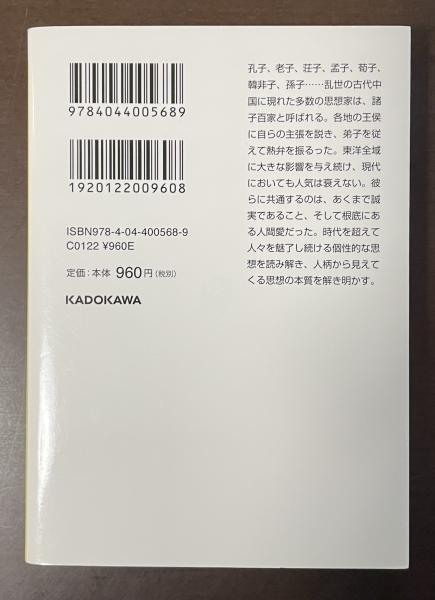 9784044005689
1920122009608
ISBN978-4-04-400568-9
C0122 ¥960E
定価:本体 960円(税別)
KADOKAWA
孔子、老子、荘子、孟子、荀子、
韓非子、孫子……乱世の古代中
国に現れた多数の思想家は、諸
子百家と呼ばれる。各地の王侯
に自らの主張を説き、弟子を従
えて熱弁を振るった。東洋全域
に大きな影響を与え続け、現代
においても人気は衰えない。彼
らに共通するのは、あくまで誠
実であること、そして根底にあ
る人間愛だった。時代を超えて
人々を魅了し続ける個性的な思
想を読み解き、人柄から見えて
くる思想の本質を解き明かす。